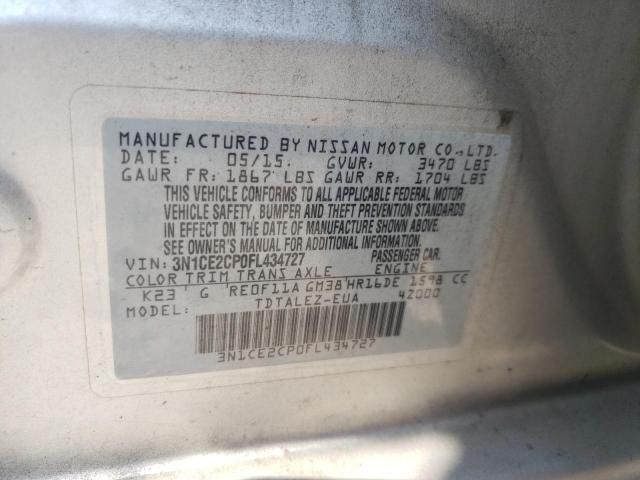 MANUFACTURED BY NISSAN MOTOR CO.,LTD.
DATE: 05/15. GVWR: 3470 LBS
GAWR FR: 1867 LBS GAWR RR: 1704 LBS
THIS VEHICLE CONFORMS TO ALL APPLICABLE FEDERAL MOTOR
VEHICLE SAFETY, BUMPER AND THEFT PREVENTION STANDARDS
IN EFFECT ON THE DATE OF MANUFACTURE SHOWN ABOVE.
SEE OWNER'S MANUAL FOR ADDITIONAL INFORMATION.
VIN: 3N1CE2CP0FL434727 PASSENGER CAR.
COLOR TRIM TRANS AXLE ENGINE
K23 G RE0F11A GM38 HR16DE 1598 CC
MODEL: TDTALEZ-EUA 42000
3N1CE2CP0FL434727